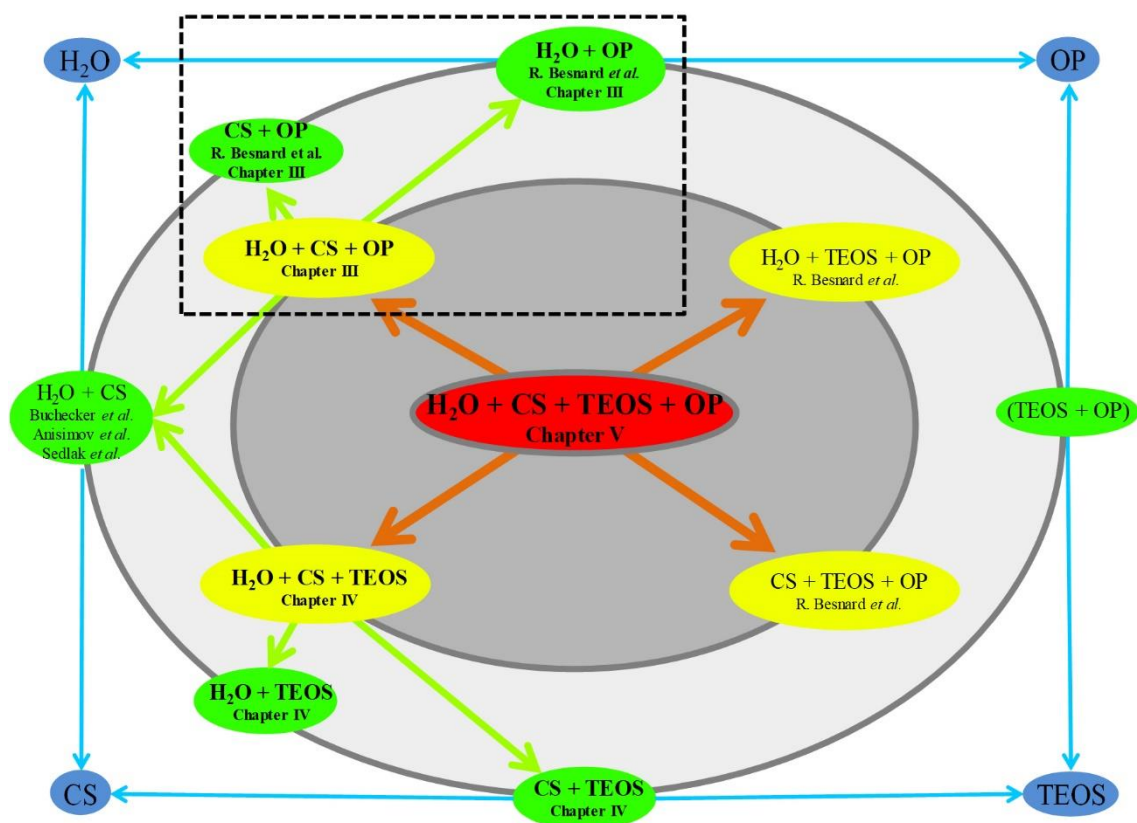 H₂O
H₂O + OP
R. Besnard et al.
Chapter III
OP
CS + OP
R. Besnard et al.
Chapter III
H₂O + CS + OP
Chapter III
H₂O + TEOS + OP
R. Besnard et al.
H₂O + CS
Buchecker et al.
Anisimov et al.
Sedlak et al.
H₂O + CS + TEOS + OP
Chapter V
(TEOS + OP)
H₂O + CS + TEOS
Chapter IV
CS + TEOS + OP
R. Besnard et al.
H₂O + TEOS
Chapter IV
CS
CS + TEOS
Chapter IV
TEOS